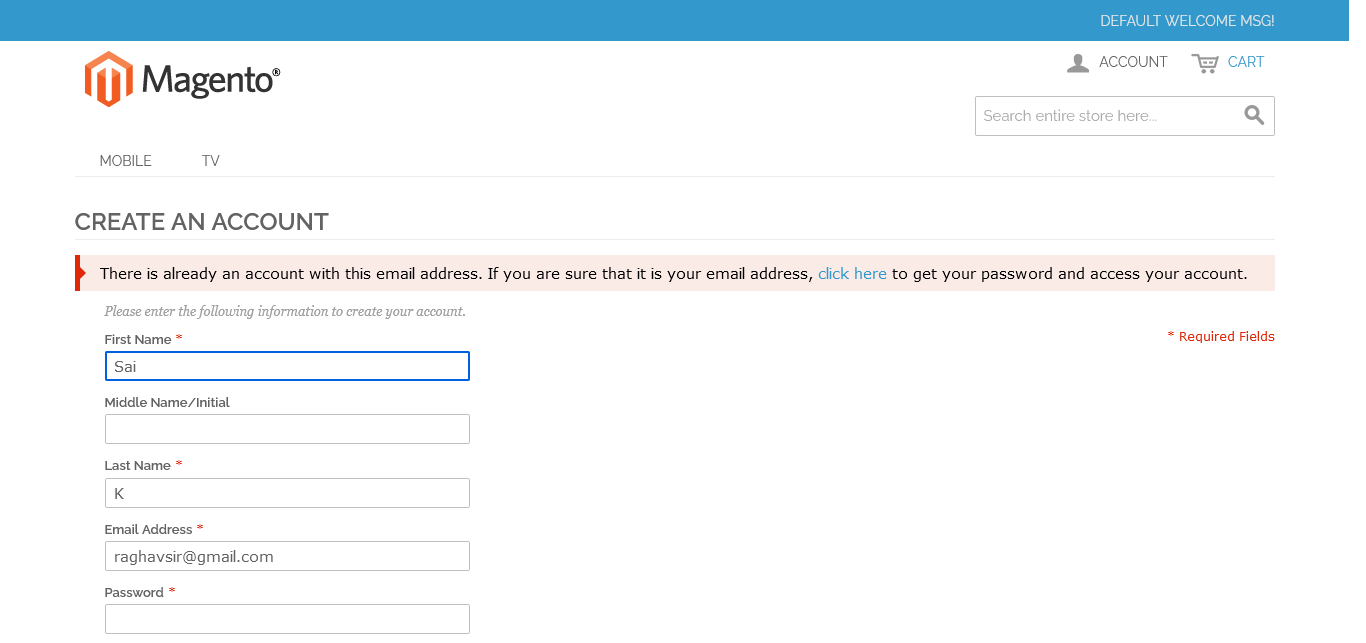 DEFAULT WELCOME MSG!
Magento®
ACCOUNT CART
Search entire store here...
MOBILE TV
CREATE AN ACCOUNT
There is already an account with this email address. If you are sure that it is your email address, click here to get your password and access your account.
Please enter the following information to create your account.
* Required Fields
First Name *
Sai
Middle Name/Initial
Last Name *
K
Email Address *
raghavsir@gmail.com
Password *